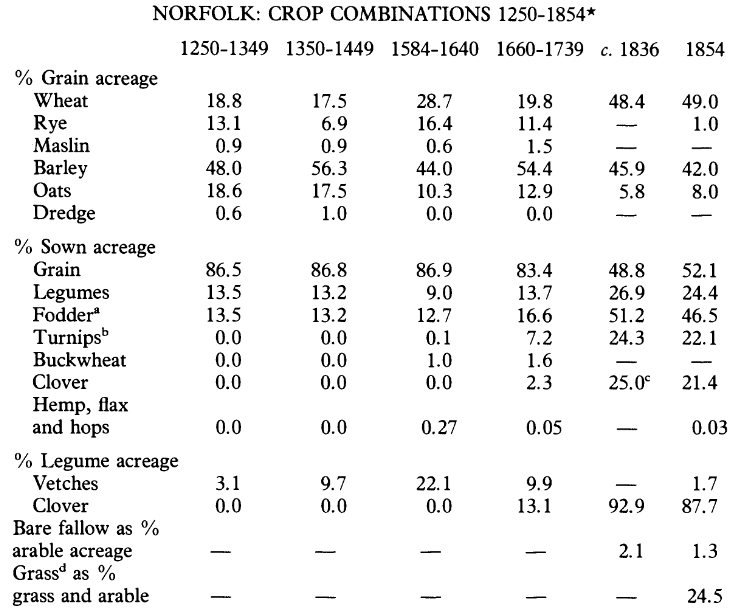 NORFOLK: CROP COMBINATIONS 1250-1854★
1250-1349 1350-1449 1584-1640 1660-1739 c. 1836 1854
% Grain acreage
Wheat 18.8 17.5 28.7 19.8 48.4 49.0
Rye 13.1 6.9 16.4 11.4 — 1.0
Maslin 0.9 0.9 0.6 1.5 — —
Barley 48.0 56.3 44.0 54.4 45.9 42.0
Oats 18.6 17.5 10.3 12.9 5.8 8.0
Dredge 0.6 1.0 0.0 0.0 — —
% Sown acreage
Grain 86.5 86.8 86.9 83.4 48.8 52.1
Legumes 13.5 13.2 9.0 13.7 26.9 24.4
Fodderᵃ 13.5 13.2 12.7 16.6 51.2 46.5
Turnipsᵇ 0.0 0.0 0.1 7.2 24.3 22.1
Buckwheat 0.0 0.0 1.0 1.6 — —
Clover 0.0 0.0 0.0 2.3 25.0ᶜ 21.4
Hemp, flax
and hops 0.0 0.0 0.27 0.05 — 0.03
% Legume acreage
Vetches 3.1 9.7 22.1 9.9 — 1.7
Clover 0.0 0.0 0.0 13.1 92.9 87.7
Bare fallow as %
arable acreage — — — — 2.1 1.3
Grassᵈ as %
grass and arable — — — — — 24.5